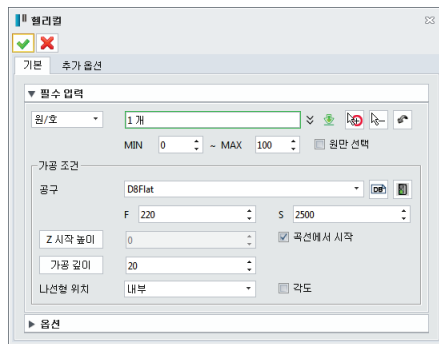 헬리컬
기본 추가 옵션
▼ 필수 입력
원/호 1 개
MIN 0 ~ MAX 100 원만 선택
가공 조건
공구 D8Flat DB
F 220 S 2500
Z 시작 높이 0 곡선에서 시작
가공 깊이 20
나선형 위치 내부 각도
▶ 옵션